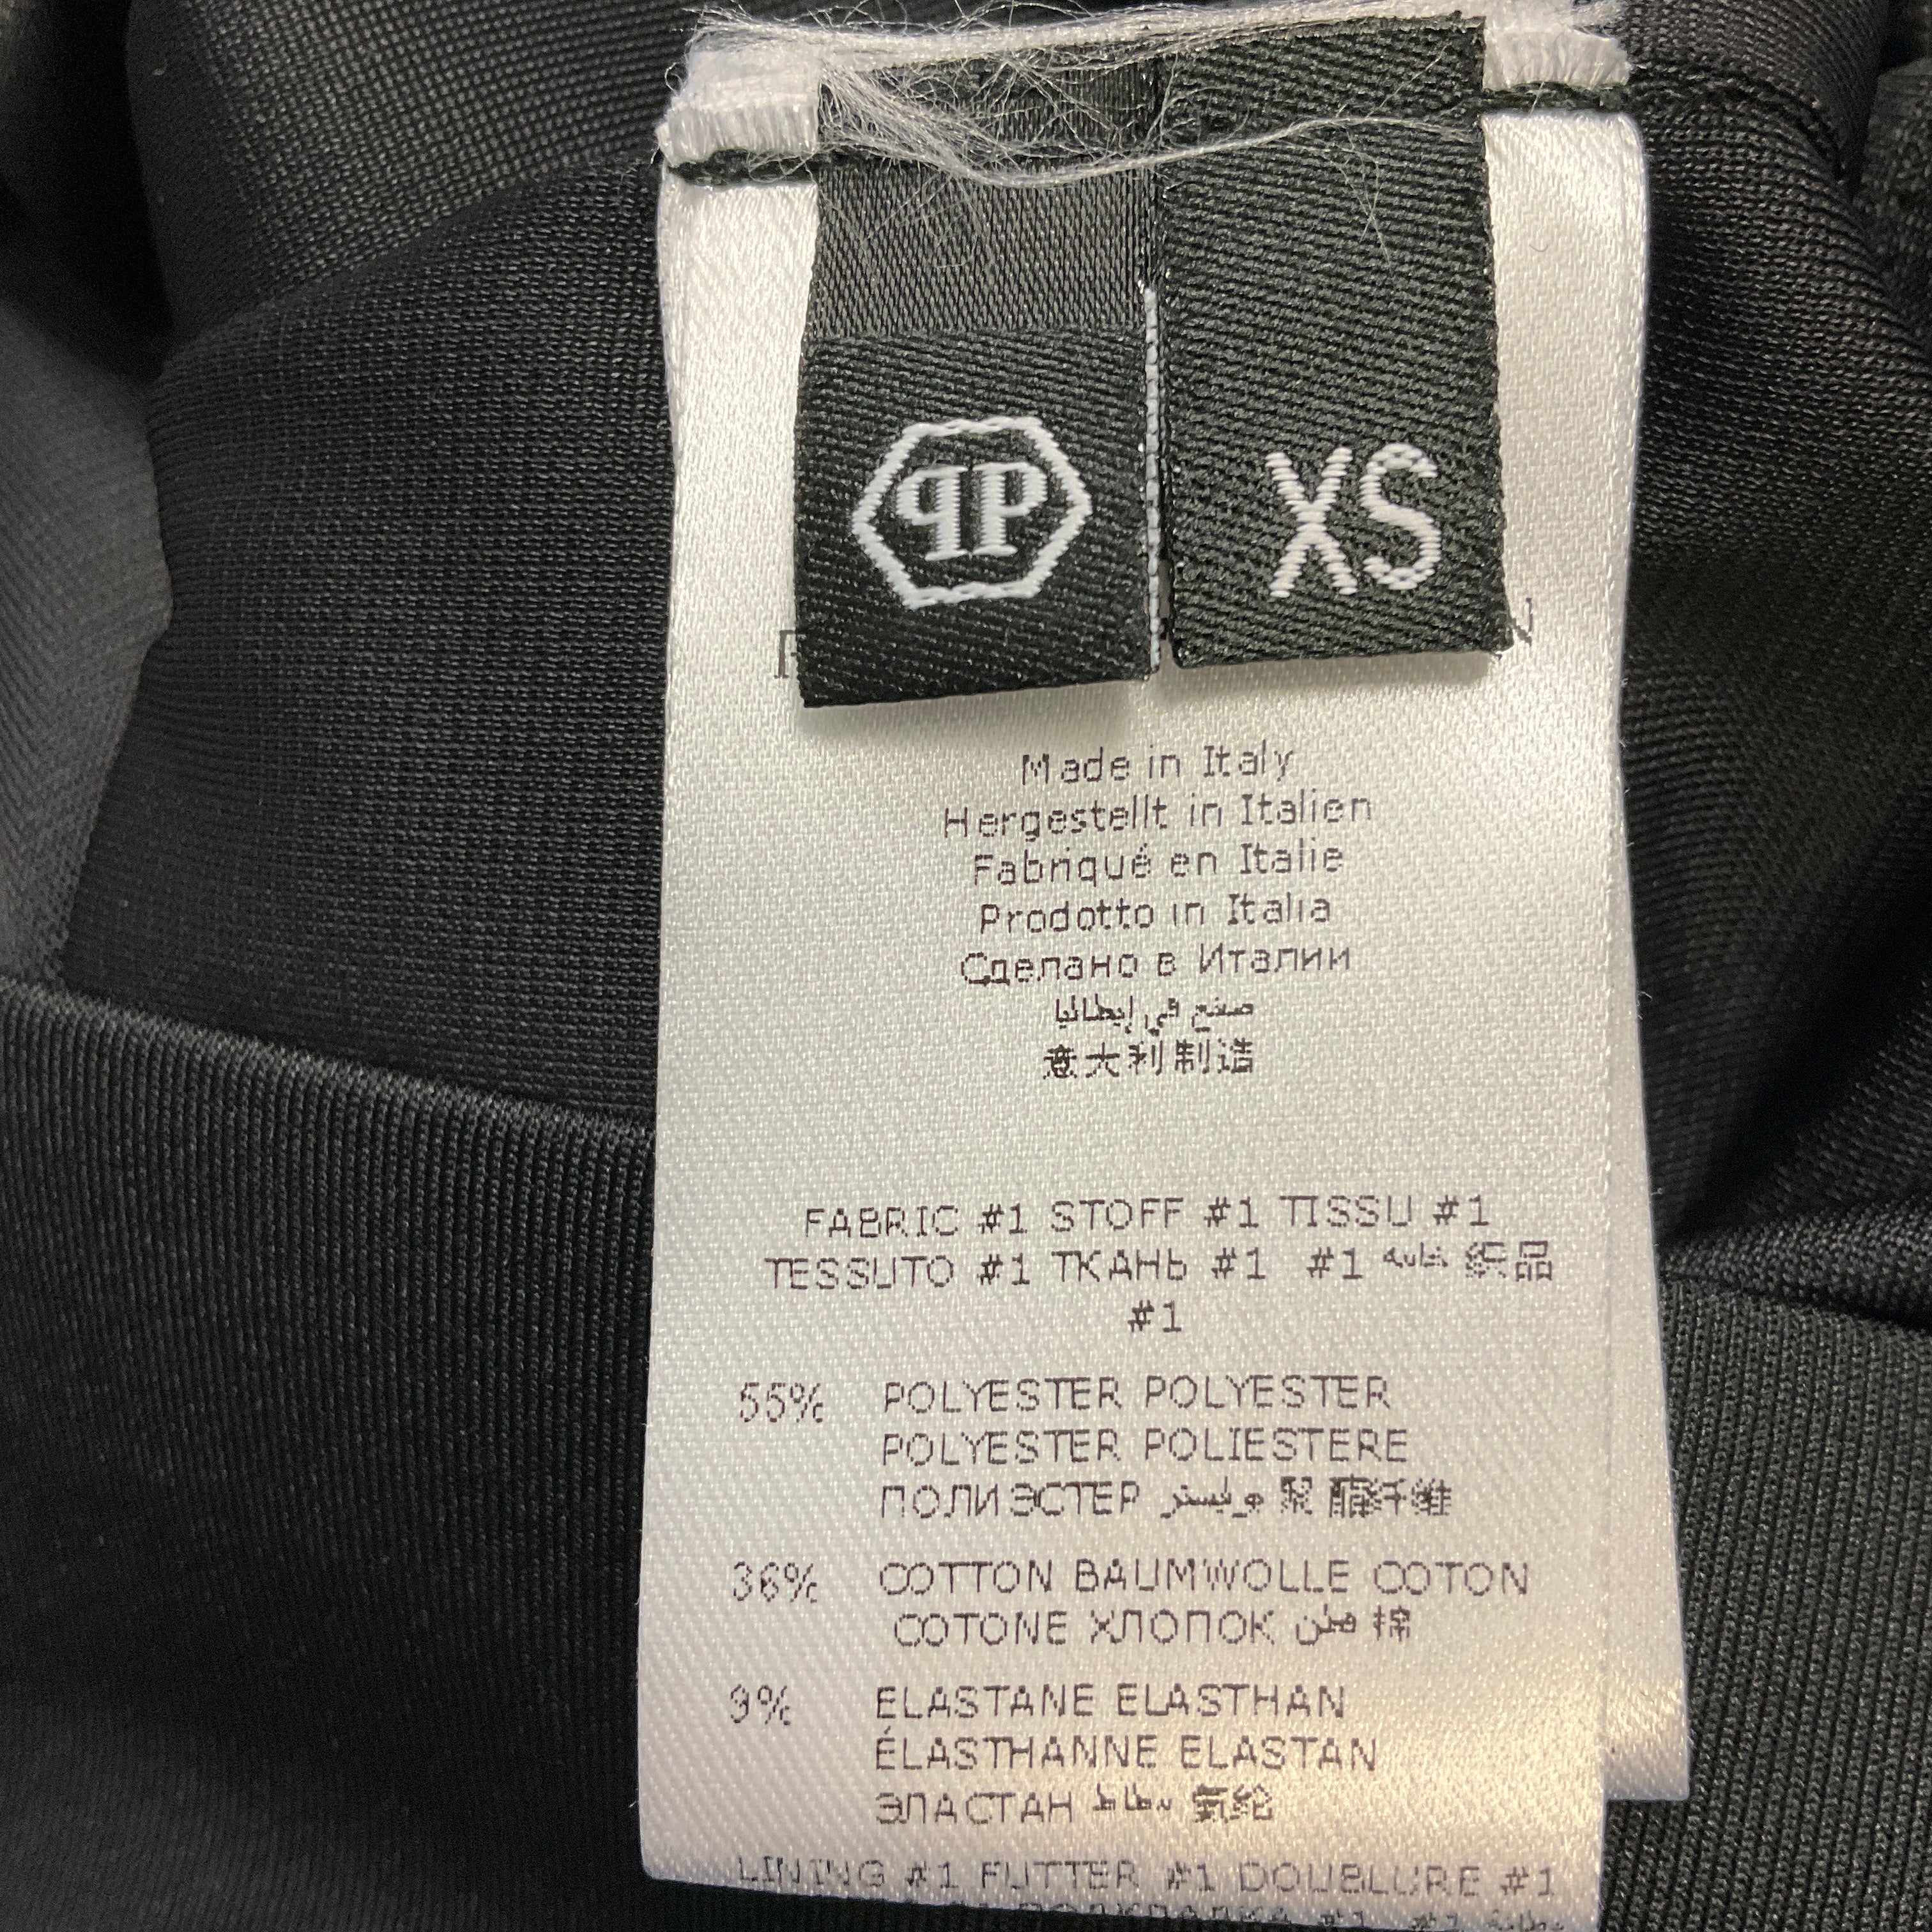 XS
Made in Italy
Hergestellt in Italien
Fabriqué en Italie
Prodotto in Italia
Сделано в Италии
صنع في إيطاليا
意大利制造
FABRIC #1 STOFF #1 TISSU #1
TESSUTO #1 ТКАНЬ #1 #1 织品
#1
55% POLYESTER POLYESTER
POLYESTER POLIESTERE
ПОЛИЭСТЕР 聚酯纤维
36% COTTON BAUMWOLLE COTON
COTONE ХЛОПОК 棉
9% ELASTANE ELASTHAN
ÉLASTHANNE ELASTAN
ЭЛАСТАН 氨纶
LINING #1 FUTTER #1 DOUBLURE #1